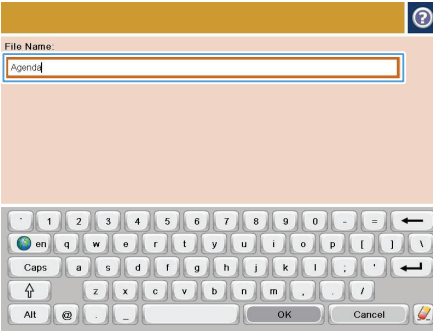 ?
File Name:
Agenda
` 1 2 3 4 5 6 7 8 9 0 - =
en q w e r t y u i o p [ ] \
Caps a s d f g h j k l ; '
z x c v b n m , . /
Alt @ . _ OK Cancel